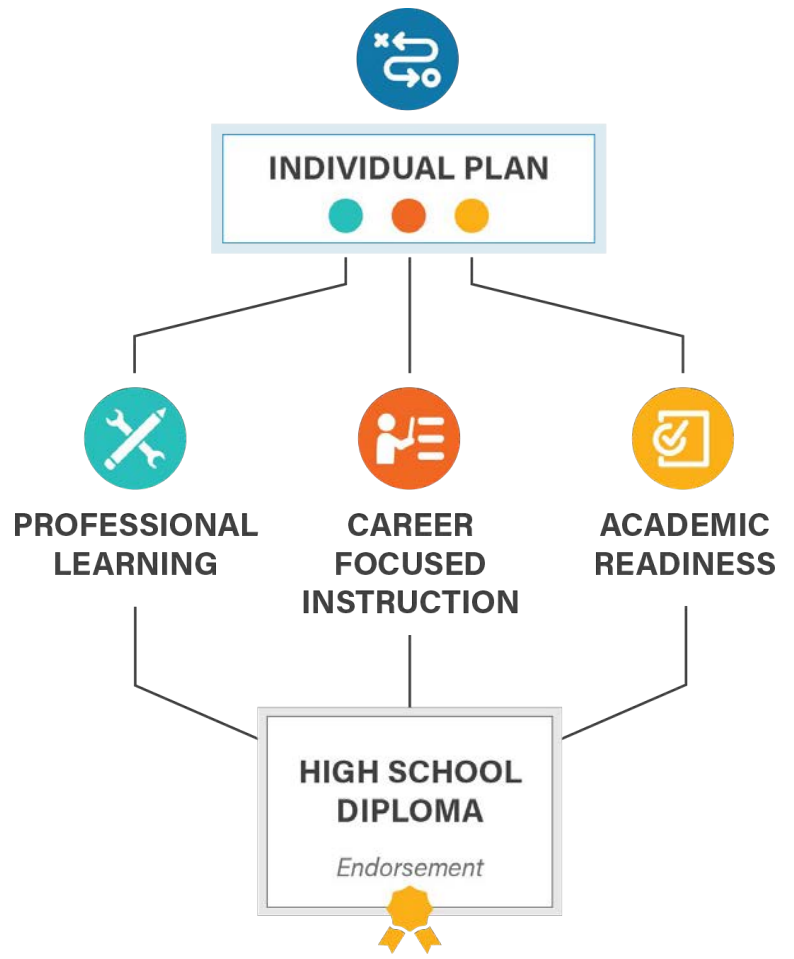 INDIVIDUAL PLAN
PROFESSIONAL
LEARNING
CAREER
FOCUSED
INSTRUCTION
ACADEMIC
READINESS
HIGH SCHOOL
DIPLOMA
Endorsement